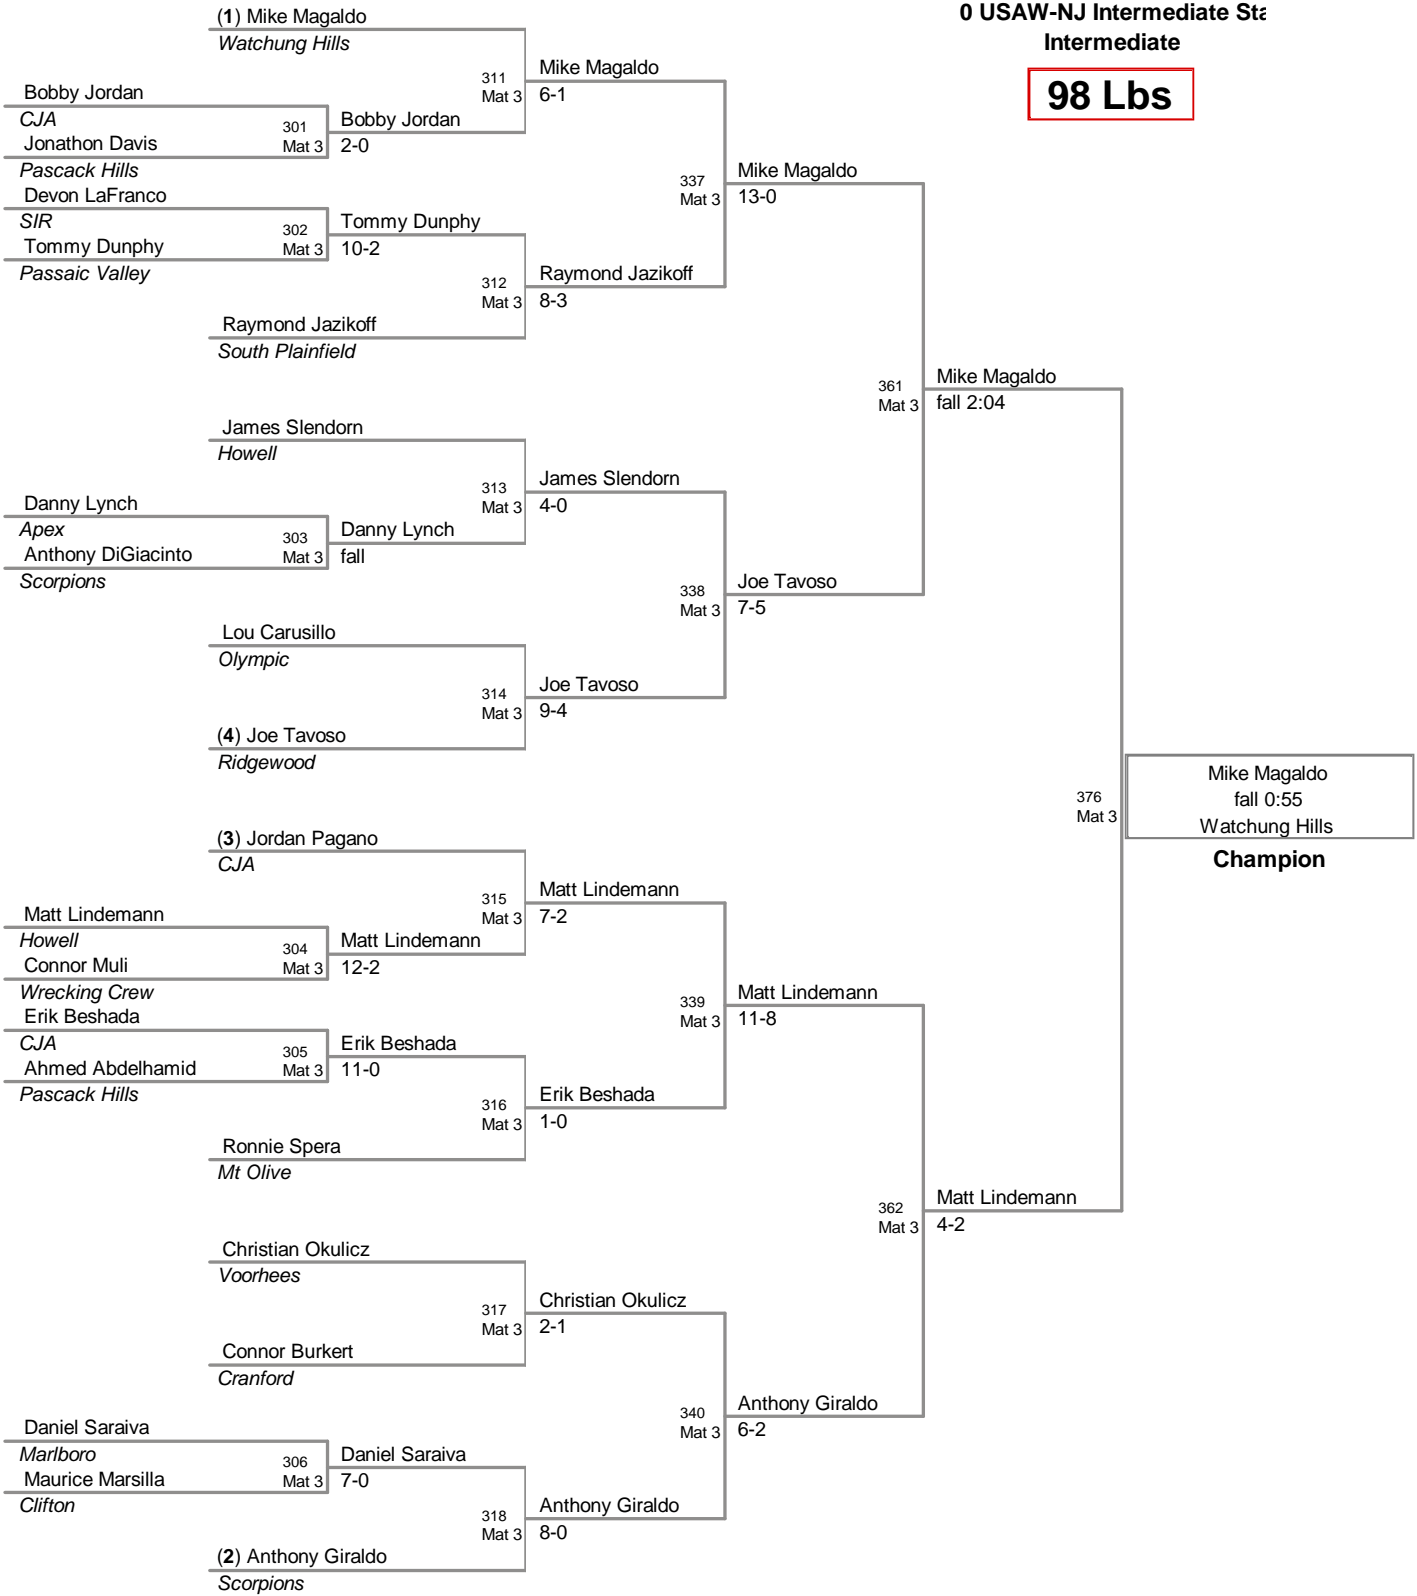 0 USAW-NJ Intermediate Sta
Intermediate
98 Lbs
(1) Mike Magaldo
Watchung Hills
311
Mat 3
Mike Magaldo
6-1
Bobby Jordan
CJA
301
Mat 3
Bobby Jordan
2-0
Jonathon Davis
Pascack Hills
337
Mat 3
Mike Magaldo
13-0
Devon LaFranco
SIR
302
Mat 3
Tommy Dunphy
10-2
Tommy Dunphy
Passaic Valley
312
Mat 3
Raymond Jazikoff
8-3
Raymond Jazikoff
South Plainfield
361
Mat 3
Mike Magaldo
fall 2:04
James Slendorn
Howell
313
Mat 3
James Slendorn
4-0
Danny Lynch
Apex
303
Mat 3
Danny Lynch
fall
Anthony DiGiacinto
Scorpions
338
Mat 3
Joe Tavoso
7-5
Lou Carusillo
Olympic
314
Mat 3
Joe Tavoso
9-4
(4) Joe Tavoso
Ridgewood
376
Mat 3
Mike Magaldo
fall 0:55
Watchung Hills
Champion
(3) Jordan Pagano
CJA
315
Mat 3
Matt Lindemann
7-2
Matt Lindemann
Howell
304
Mat 3
Matt Lindemann
12-2
Connor Muli
Wrecking Crew
339
Mat 3
Matt Lindemann
11-8
Erik Beshada
CJA
305
Mat 3
Erik Beshada
11-0
Ahmed Abdelhamid
Pascack Hills
316
Mat 3
Erik Beshada
1-0
Ronnie Spera
Mt Olive
362
Mat 3
Matt Lindemann
4-2
Christian Okulicz
Voorhees
317
Mat 3
Christian Okulicz
2-1
Connor Burkert
Cranford
340
Mat 3
Anthony Giraldo
6-2
Daniel Saraiva
Marlboro
306
Mat 3
Daniel Saraiva
7-0
Maurice Marsilla
Clifton
318
Mat 3
Anthony Giraldo
8-0
(2) Anthony Giraldo
Scorpions